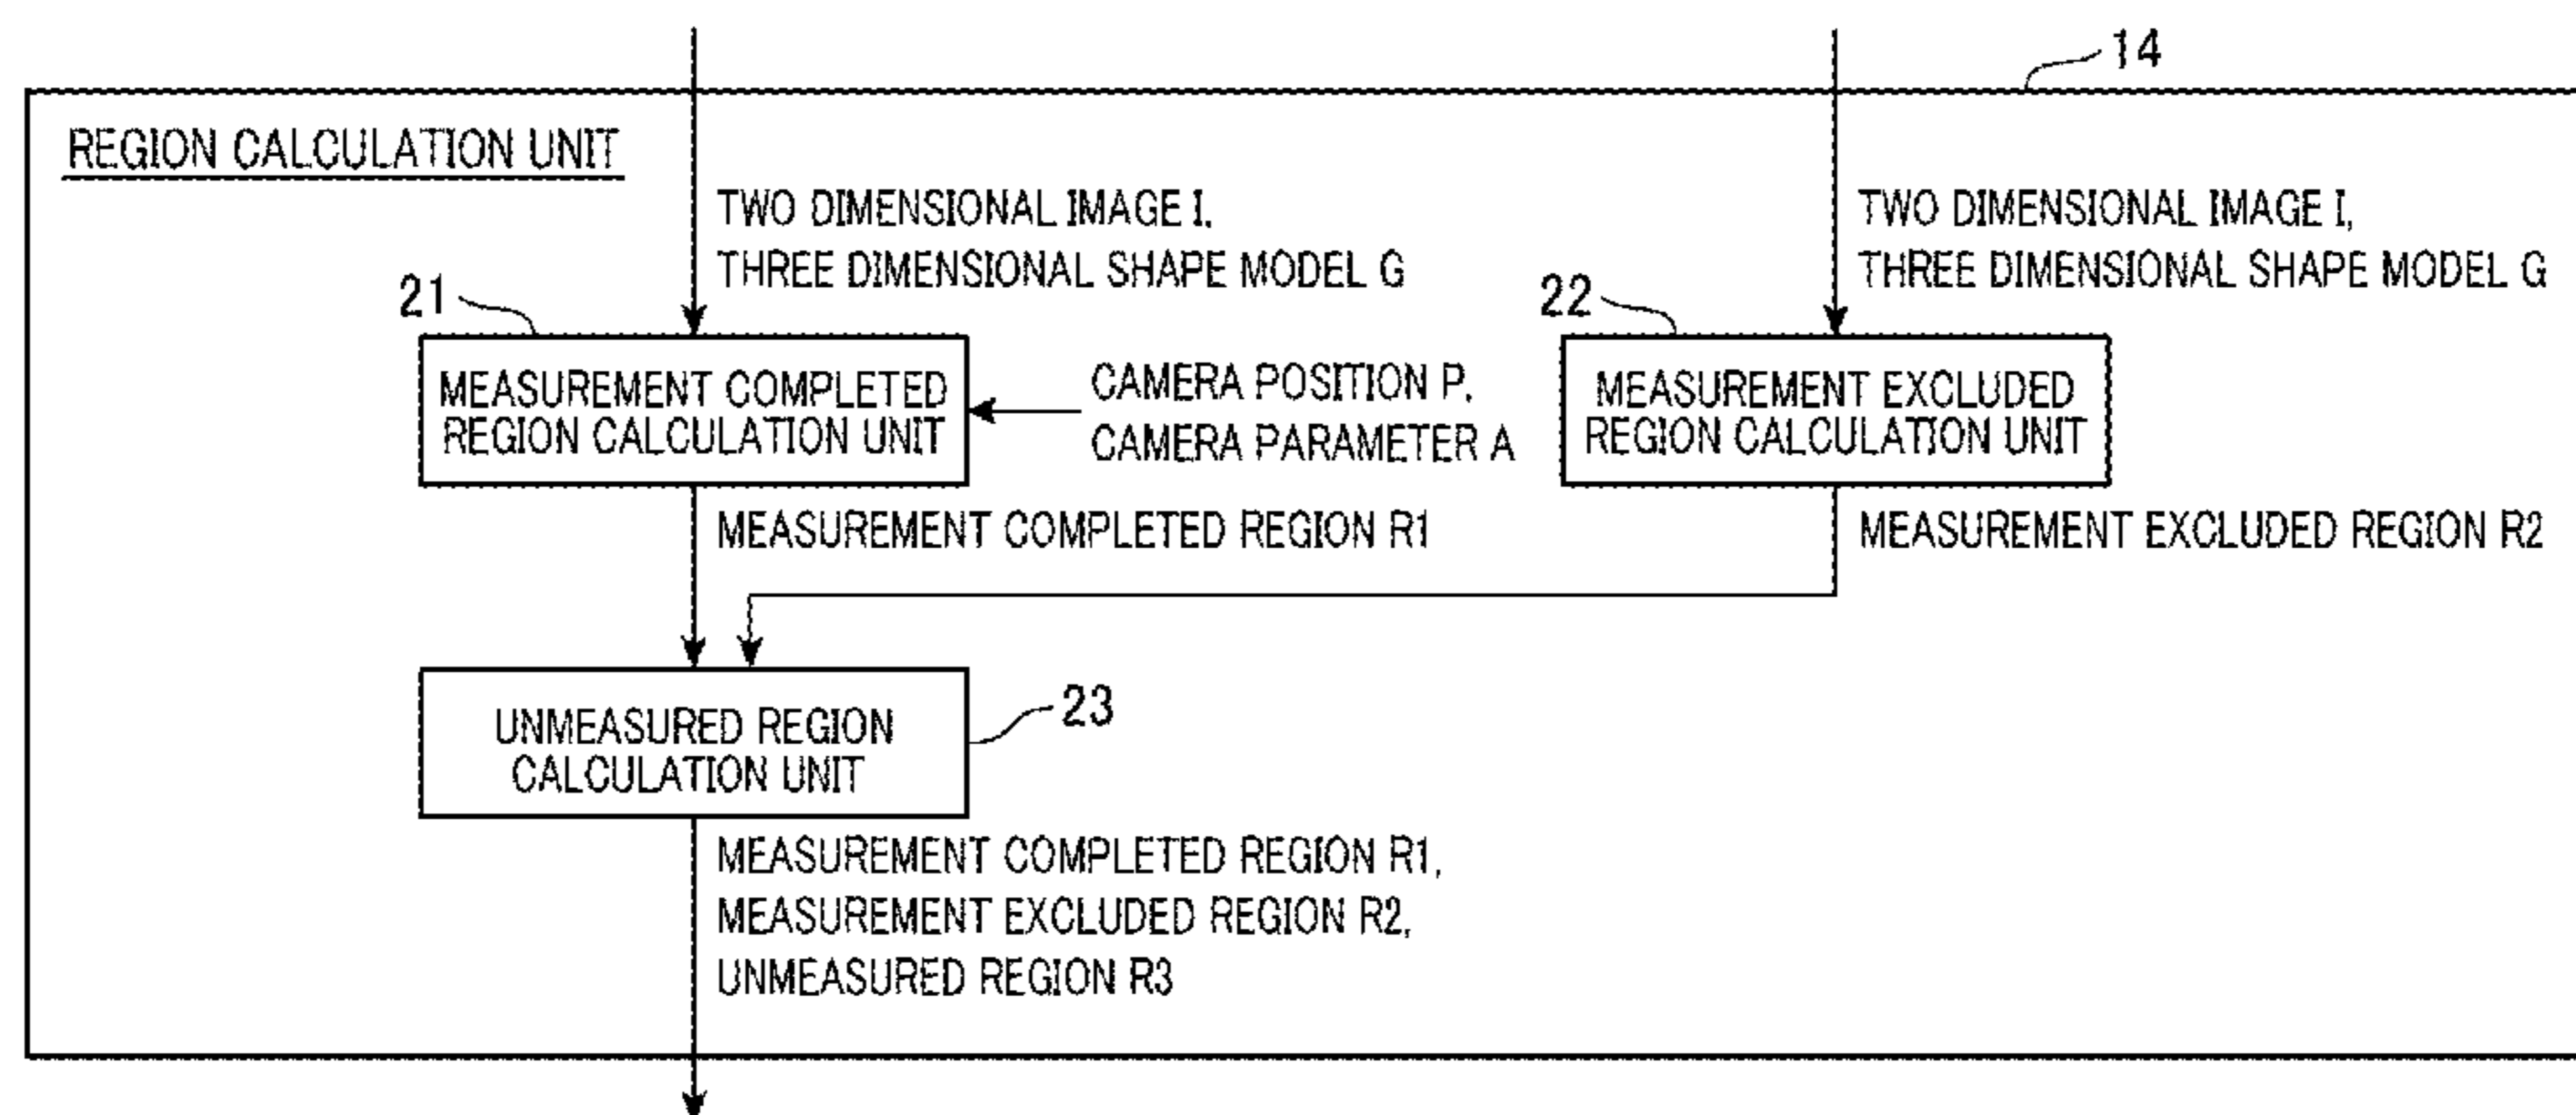 14
REGION CALCULATION UNIT
TWO DIMENSIONAL IMAGE I,
THREE DIMENSIONAL SHAPE MODEL G
TWO DIMENSIONAL IMAGE I,
THREE DIMENSIONAL SHAPE MODEL G
21
MEASUREMENT COMPLETED
REGION CALCULATION UNIT
CAMERA POSITION P,
CAMERA PARAMETER A
22
MEASUREMENT EXCLUDED
REGION CALCULATION UNIT
MEASUREMENT COMPLETED REGION R1
MEASUREMENT EXCLUDED REGION R2
UNMEASURED REGION
CALCULATION UNIT
23
MEASUREMENT COMPLETED REGION R1,
MEASUREMENT EXCLUDED REGION R2,
UNMEASURED REGION R3